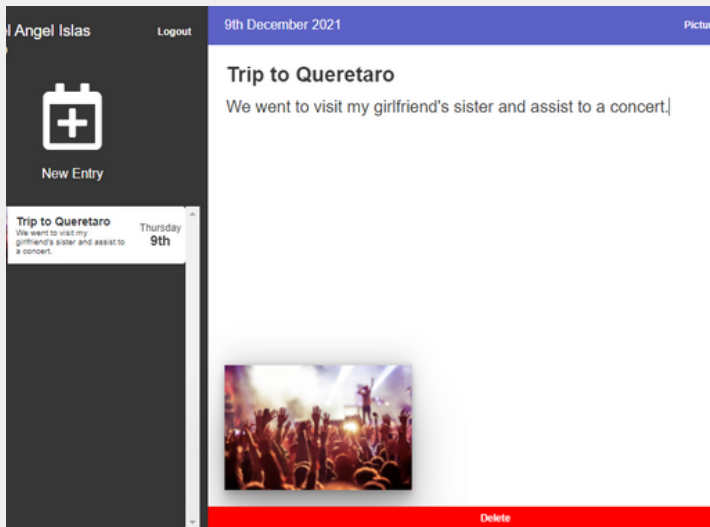 l Angel Islas
Logout
New Entry
Trip to Queretaro
We went to visit my
girlfriend's sister and assist to
a concert.
Thursday
9th
9th December 2021
Pictur
Trip to Queretaro
We went to visit my girlfriend's sister and assist to a concert.
Delete